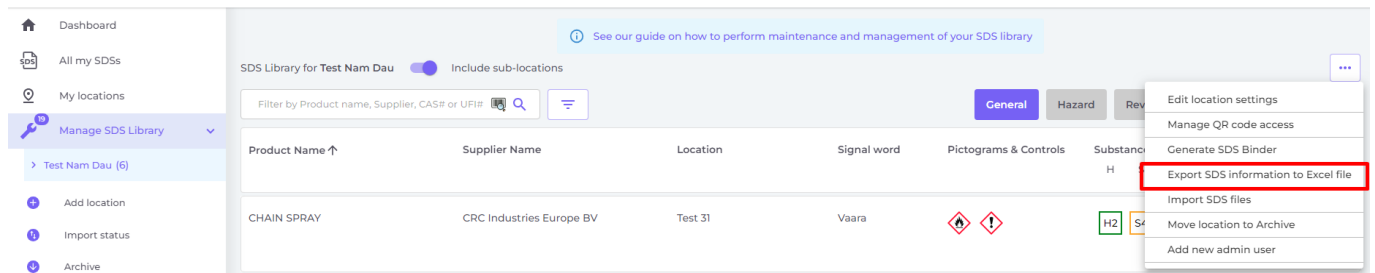 Dashboard
SDS
All my SDSs
My locations
19
Manage SDS Library
Test Nam Dau (6)
Add location
Import status
Archive
See our guide on how to perform maintenance and management of your SDS library
SDS Library for Test Nam Dau Include sub-locations
Filter by Product name, Supplier, CAS# or UFI#
General Hazard Rev
Product Name Supplier Name Location Signal word Pictograms & Controls Substance
H S
CHAIN SPRAY CRC Industries Europe BV Test 31 Vaara H2 S4
Edit location settings
Manage QR code access
Generate SDS Binder
Export SDS information to Excel file
Import SDS files
Move location to Archive
Add new admin user